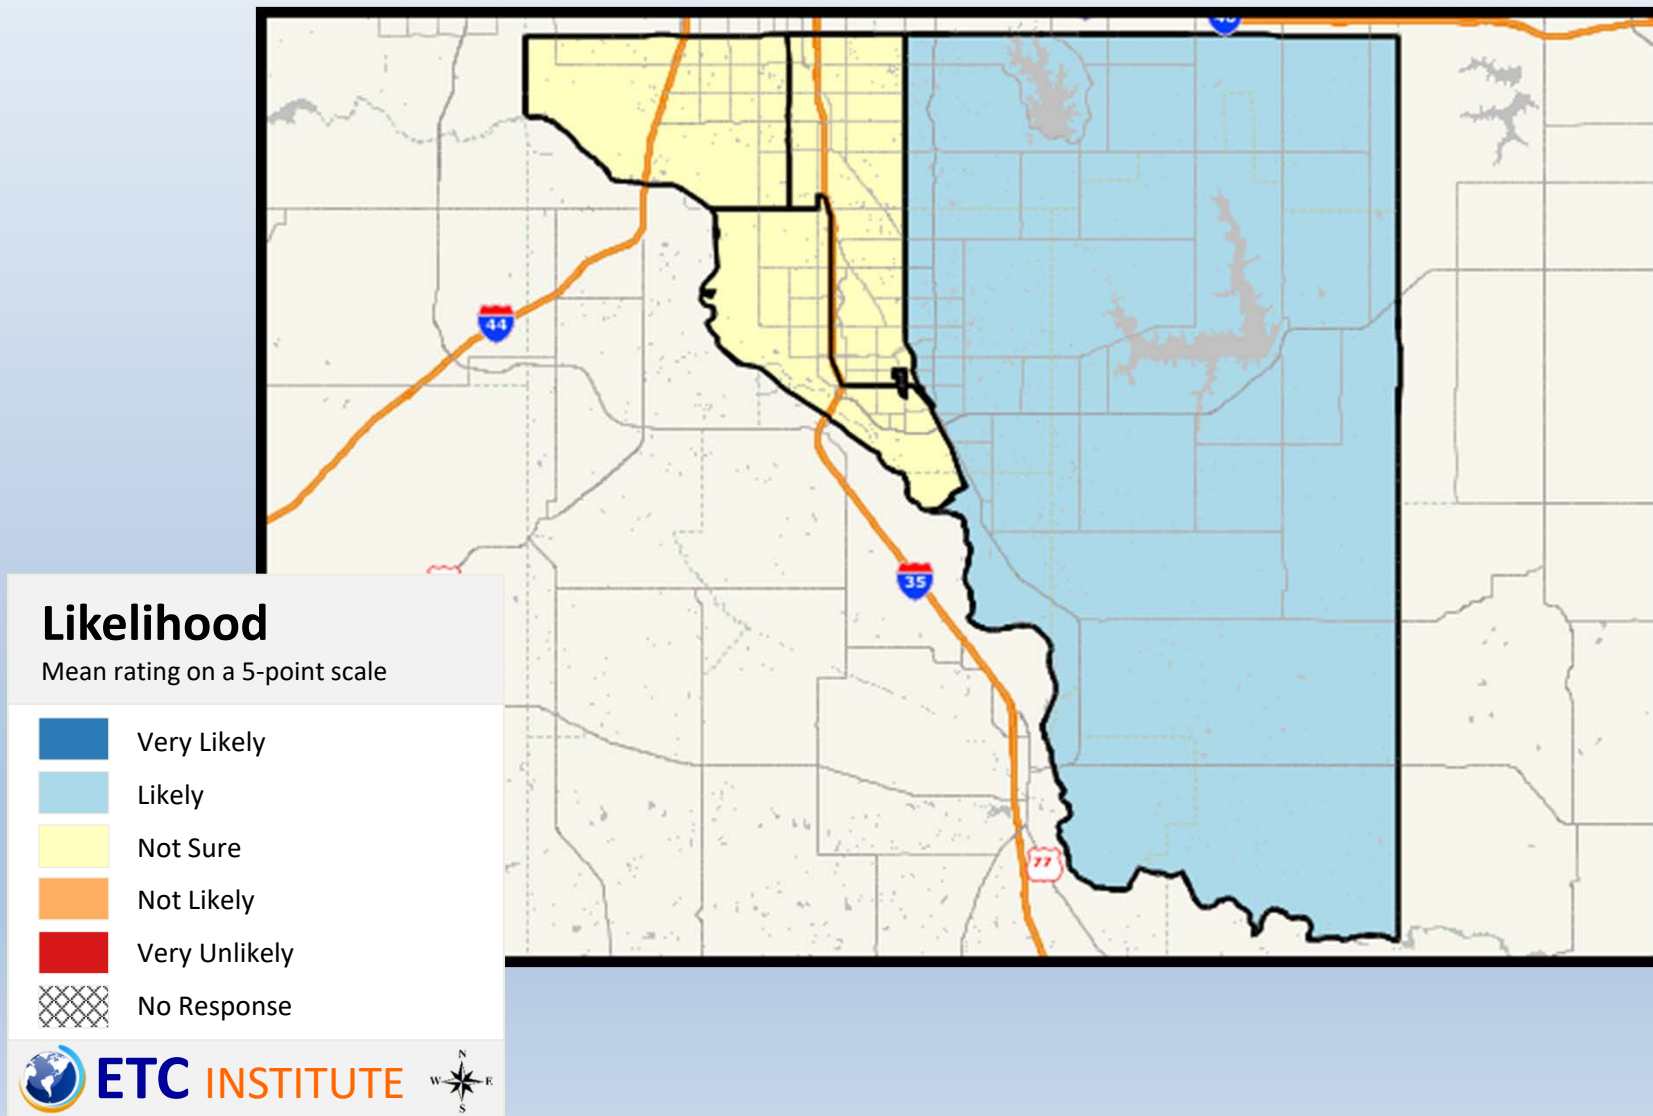 44
35
77
Likelihood
Mean rating on a 5-point scale
Very Likely
Likely
Not Sure
Not Likely
Very Unlikely
No Response
ETC INSTITUTE
N
W E
S